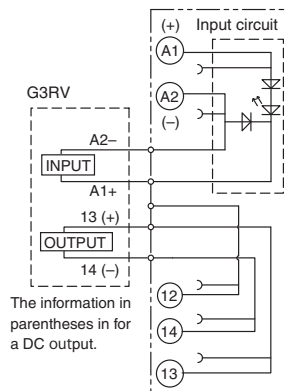 (+)
Input circuit
A1
G3RV
A2
(–)
A2–
INPUT
A1+
13 (+)
OUTPUT
14 (–)
The information in
parentheses in for
a DC output.
12
14
13